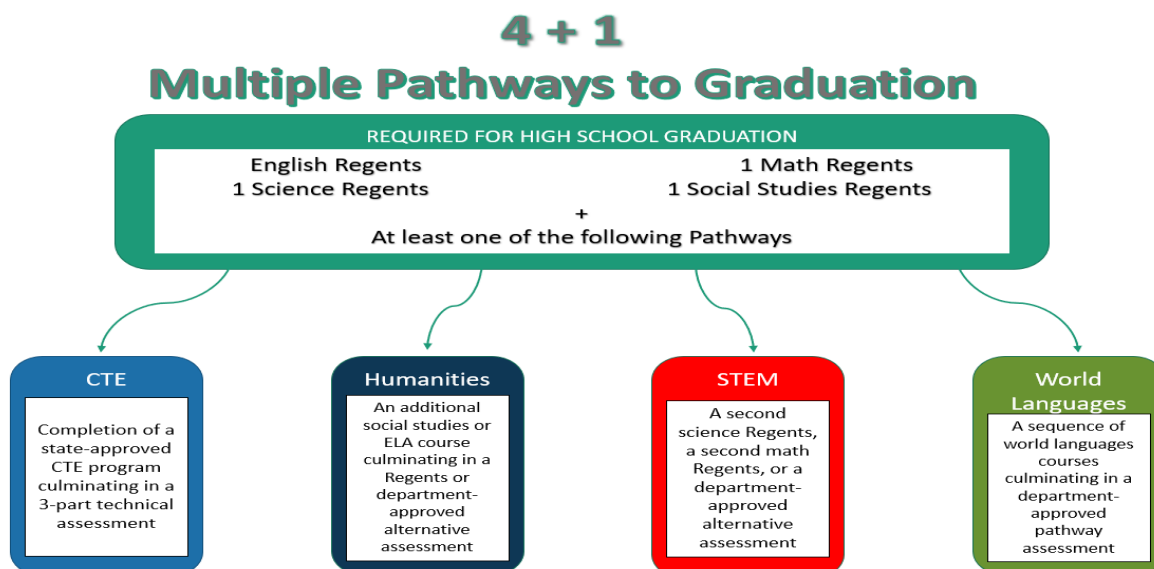 4 + 1
Multiple Pathways to Graduation
REQUIRED FOR HIGH SCHOOL GRADUATION
English Regents
1 Math Regents
1 Science Regents
1 Social Studies Regents
+
At least one of the following Pathways
CTE
Completion of a
state-approved
CTE program
culminating in a
3-part technical
assessment
Humanities
An additional
social studies or
ELA course
culminating in a
Regents or
department-
approved
alternative
assessment
STEM
A second
science Regents,
a second math
Regents, or a
department-
approved
alternative
assessment
World
Languages
A sequence of
world languages
courses
culminating in a
department-
approved
pathway
assessment